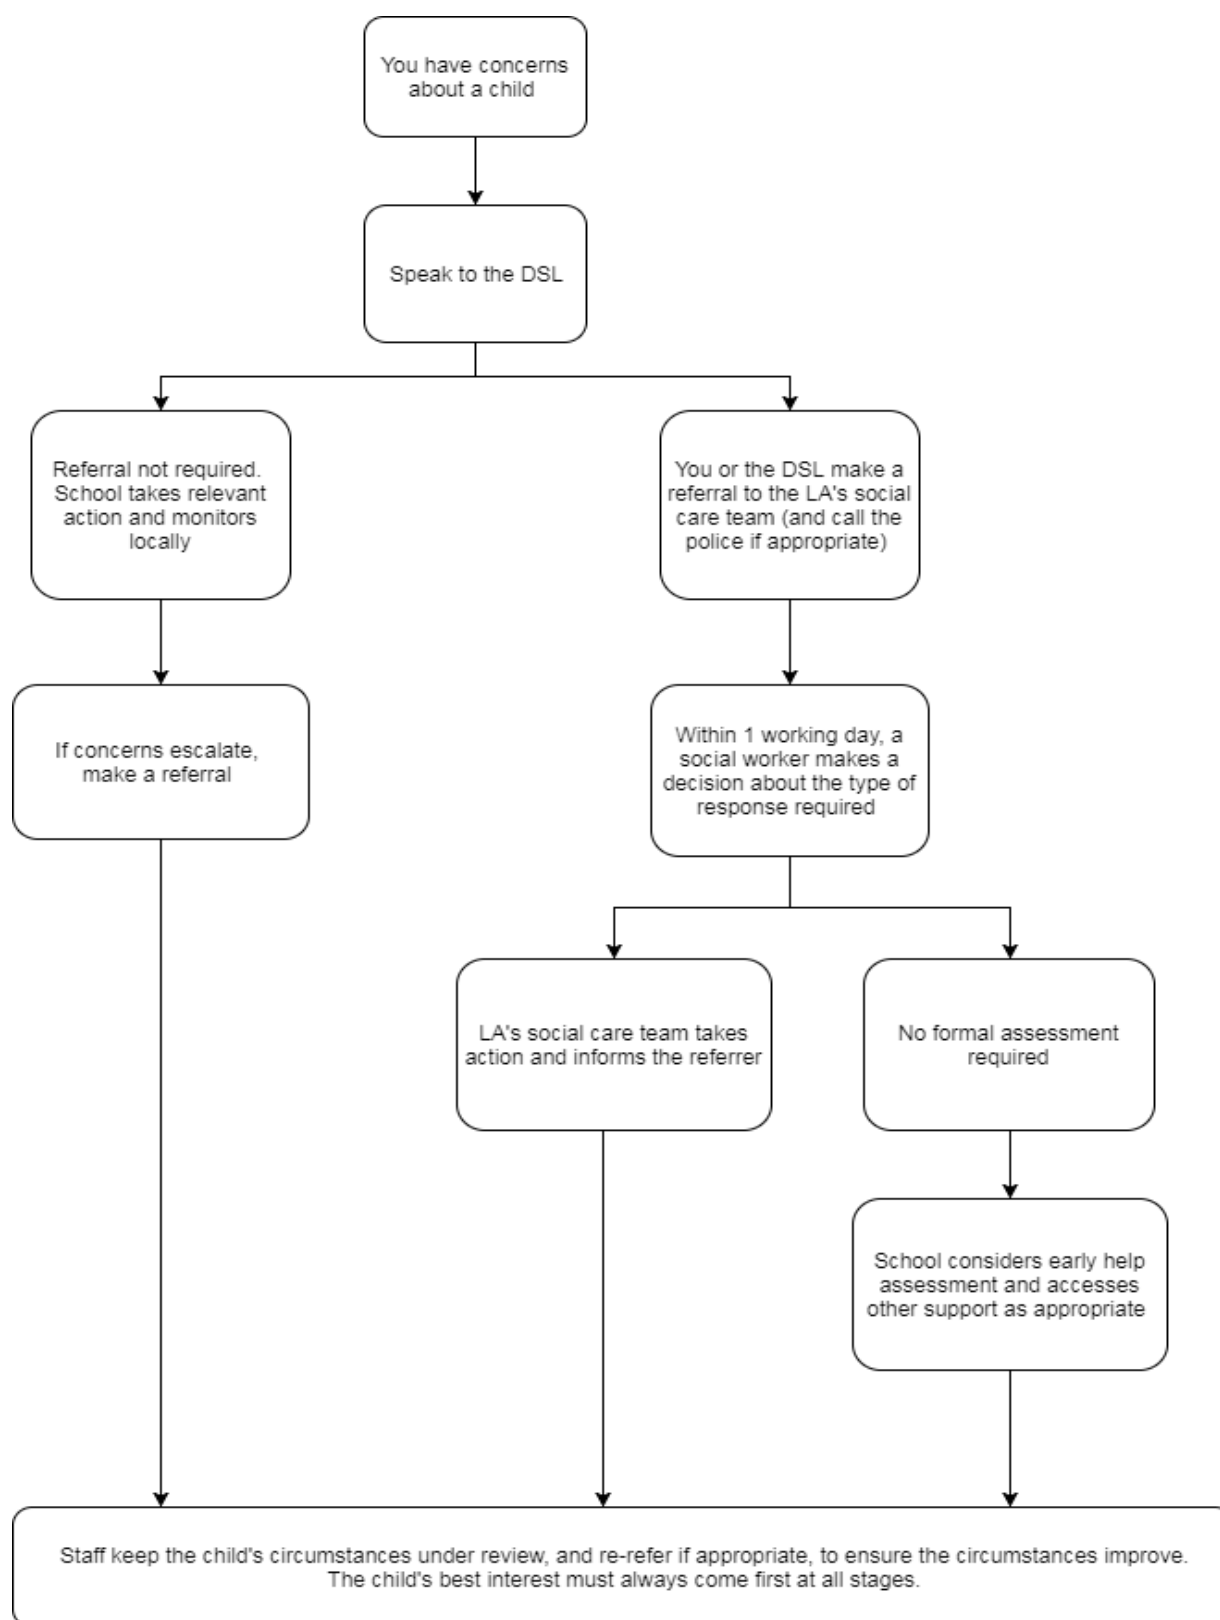 You have concerns
about a child
Speak to the DSL
Referral not required.
School takes relevant
action and monitors
locally
You or the DSL make a
referral to the LA's social
care team (and call the
police if appropriate)
If concerns escalate,
make a referral
Within 1 working day, a
social worker makes a
decision about the type of
response required
LA's social care team takes
action and informs the referrer
No formal assessment
required
School considers early help
assessment and accesses
other support as appropriate
Staff keep the child's circumstances under review, and re-refer if appropriate, to ensure the circumstances improve.
The child's best interest must always come first at all stages.